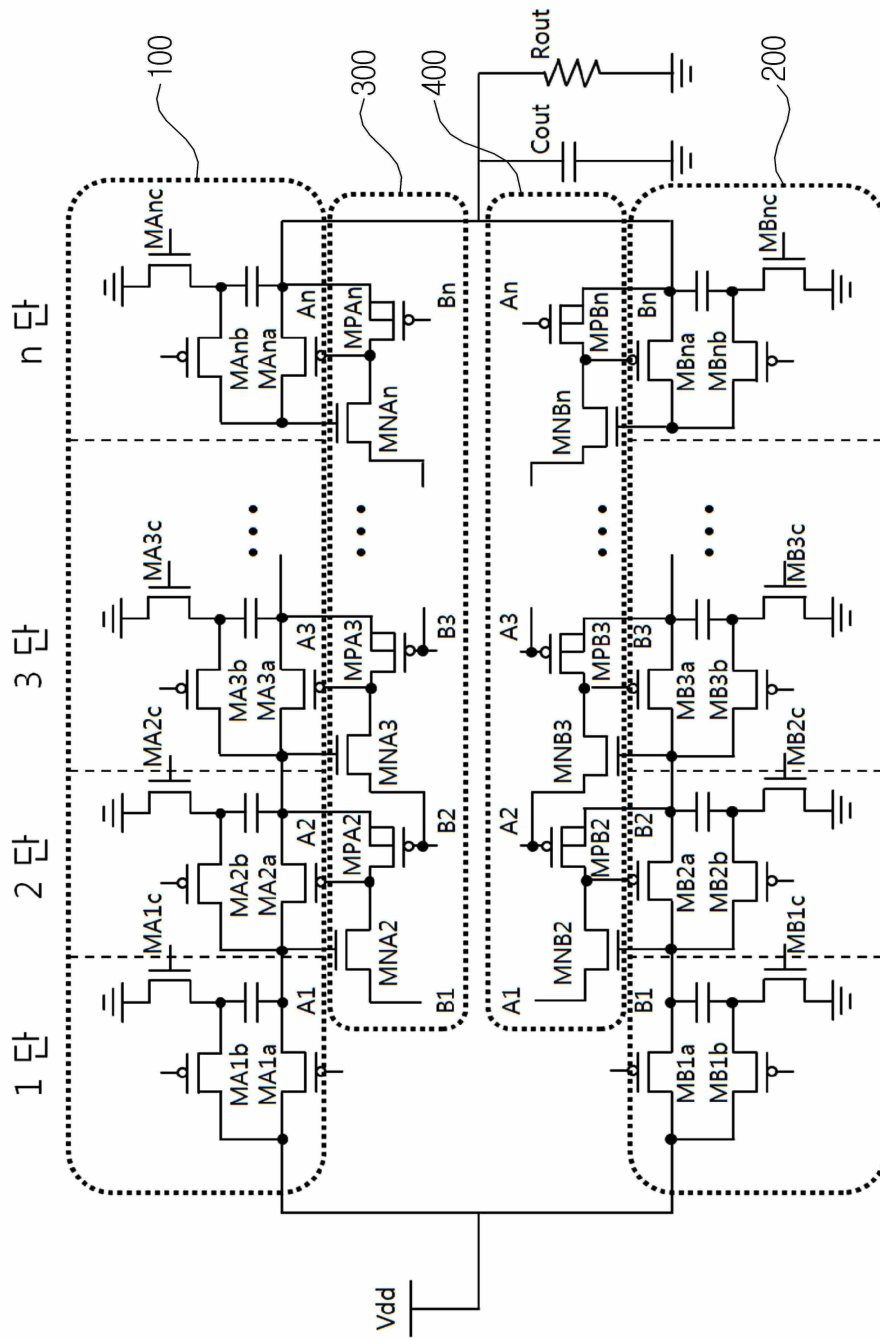 1 단
2 단
3 단
n 단
100
300
400
200
Vdd
Cout
Rout
MA1c
MA2c
MA3c
MAnc
MA1b
MA2b
MA3b
MAnb
MA1a
MA2a
MA3a
MAna
A1
A2
A3
An
MPA2
MPA3
MPAn
MNA2
MNA3
MNAn
B1
B2
B3
Bn
A1
A2
A3
An
MNB2
MNB3
MNBn
MPB2
MPB3
MPBn
B1
B2
B3
Bn
MB1a
MB2a
MB3a
MBna
MB1b
MB2b
MB3b
MBnb
MB1c
MB2c
MB3c
MBnc